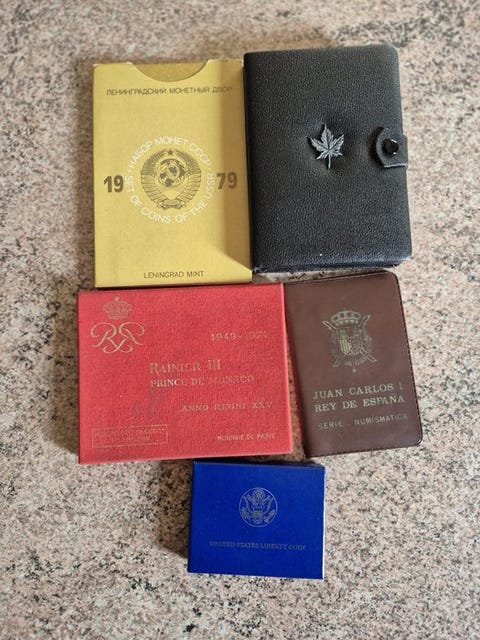 ЛЕНИНГРАДСКИЙ МОНЕТНЫЙ ДВОР
НАБОР МОНЕТ СССР
19 79
SET OF COINS OF THE USSR
LENINGRAD MINT
RR
1949-1974
RAINIER III
PRINCE DE MONACO
ANNO REGNI XXV
MONNAIE DE PARIS
JUAN CARLOS I
REY DE ESPAÑA
SERIE NUMISMATICA
UNITED STATES LIBERTY COIN